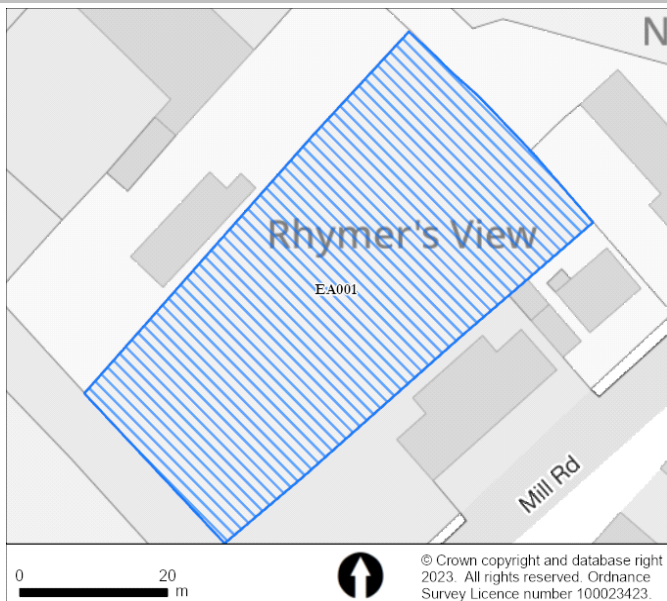 N
Rhymer's View
EA001
Mill Rd
0 20
m
© Crown copyright and database right
2023. All rights reserved. Ordnance
Survey Licence number 100023423.